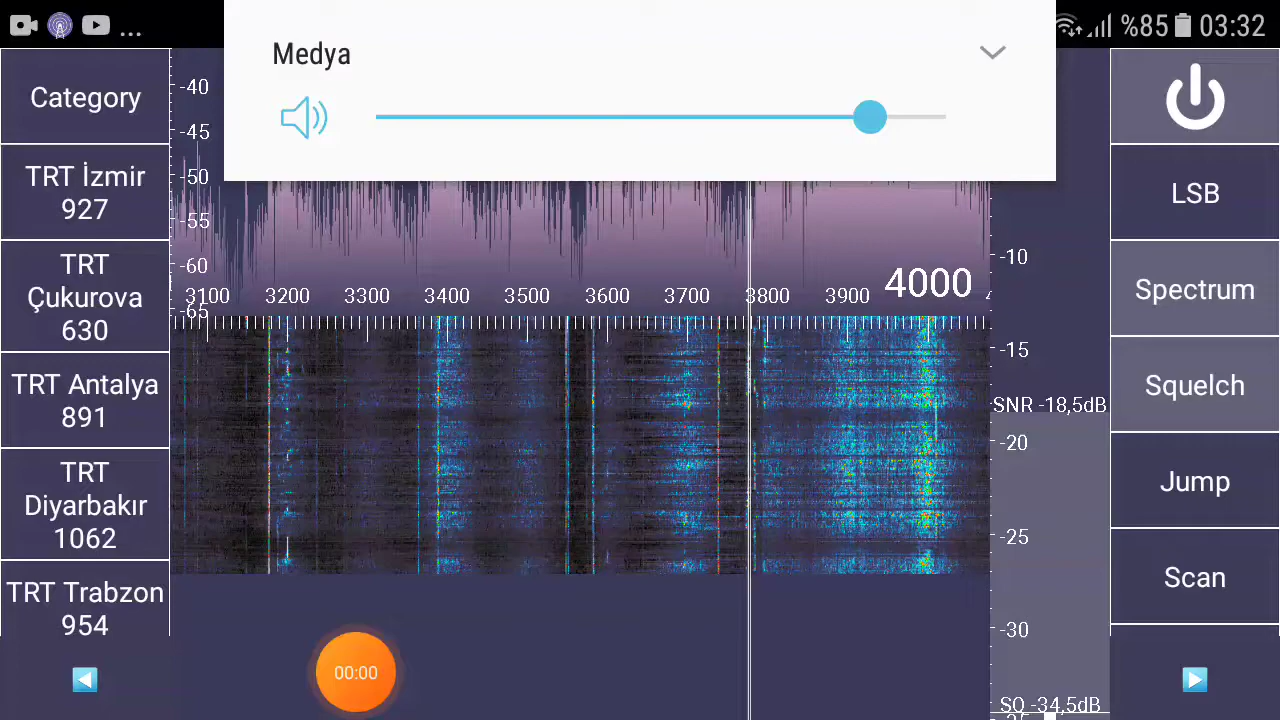 ... %85 03:32
Medya
Category
TRT İzmir
927
TRT
Çukurova
630
TRT Antalya
891
TRT
Diyarbakır
1062
TRT Trabzon
954
-40
-45
-50
-55
-60
-65
3100 3200 3300 3400 3500 3600 3700 3800 3900 4000
-10
-15
SNR -18,5dB
-20
-25
-30
SQ -34,5dB
LSB
Spectrum
Squelch
Jump
Scan
00:00